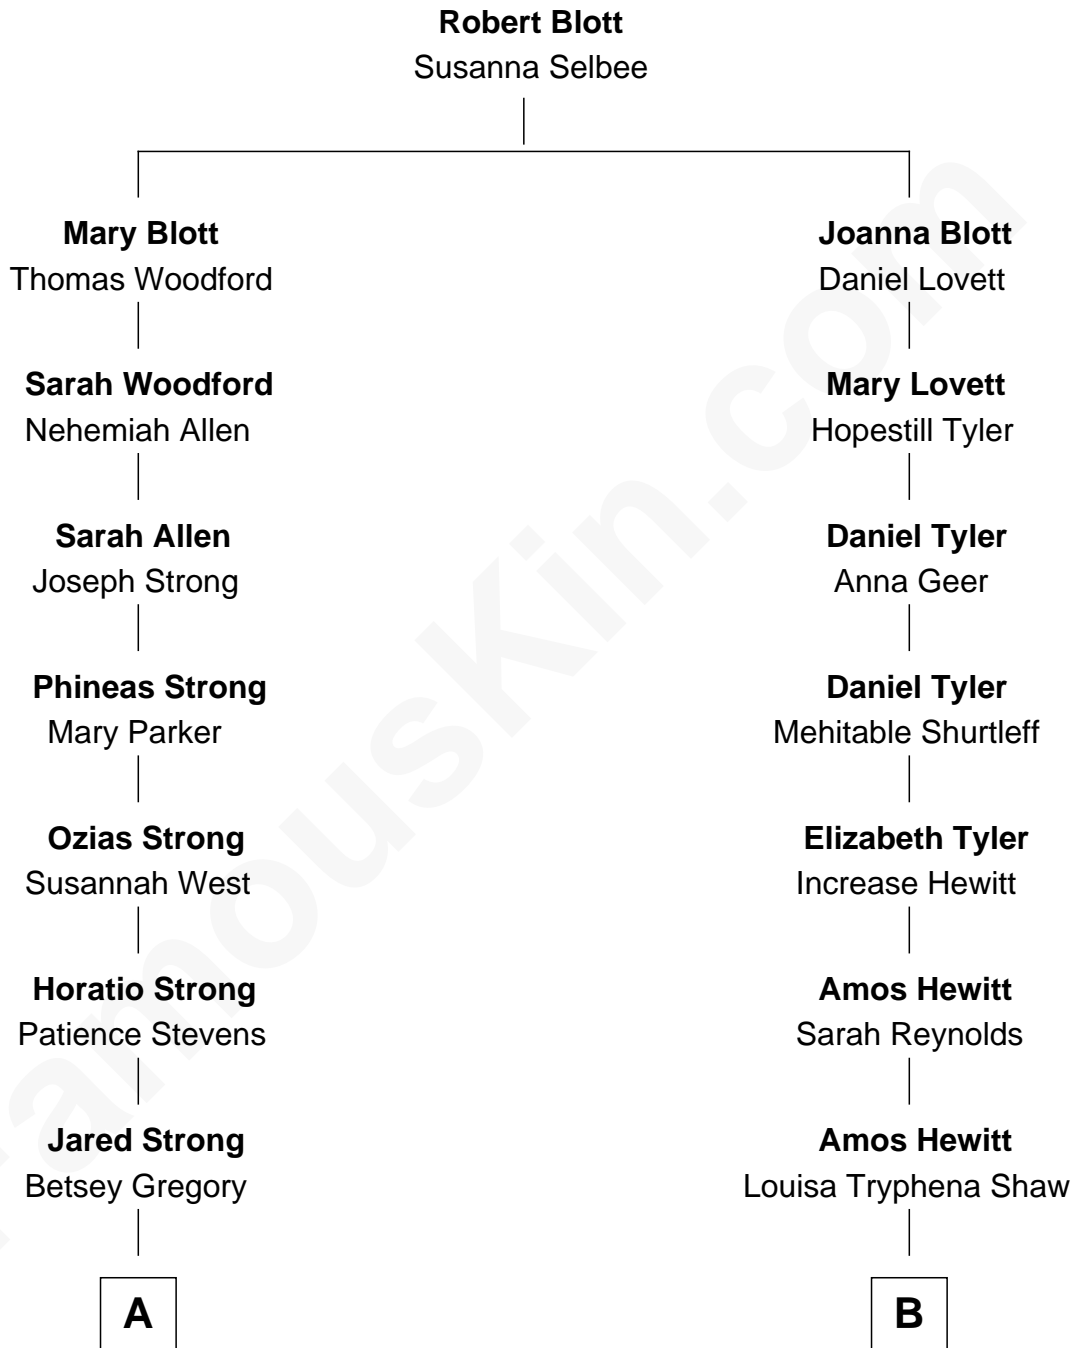 Robert Blott
Susanna Selbee
Mary Blott
Thomas Woodford
Joanna Blott
Daniel Lovett
Sarah Woodford
Nehemiah Allen
Mary Lovett
Hopestill Tyler
Sarah Allen
Joseph Strong
Daniel Tyler
Anna Geer
Phineas Strong
Mary Parker
Daniel Tyler
Mehitable Shurtleff
Ozias Strong
Susannah West
Elizabeth Tyler
Increase Hewitt
Horatio Strong
Patience Stevens
Amos Hewitt
Sarah Reynolds
Jared Strong
Betsey Gregory
Amos Hewitt
Louisa Tryphena Shaw
A
B
FamousKin.com